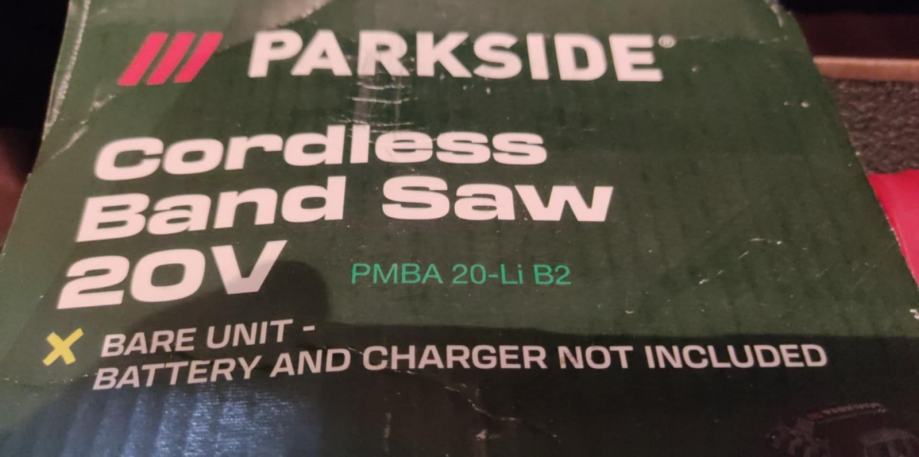 PARKSIDE®
Cordless
Band Saw
20V PMBA 20-Li B2
BARE UNIT -
BATTERY AND CHARGER NOT INCLUDED